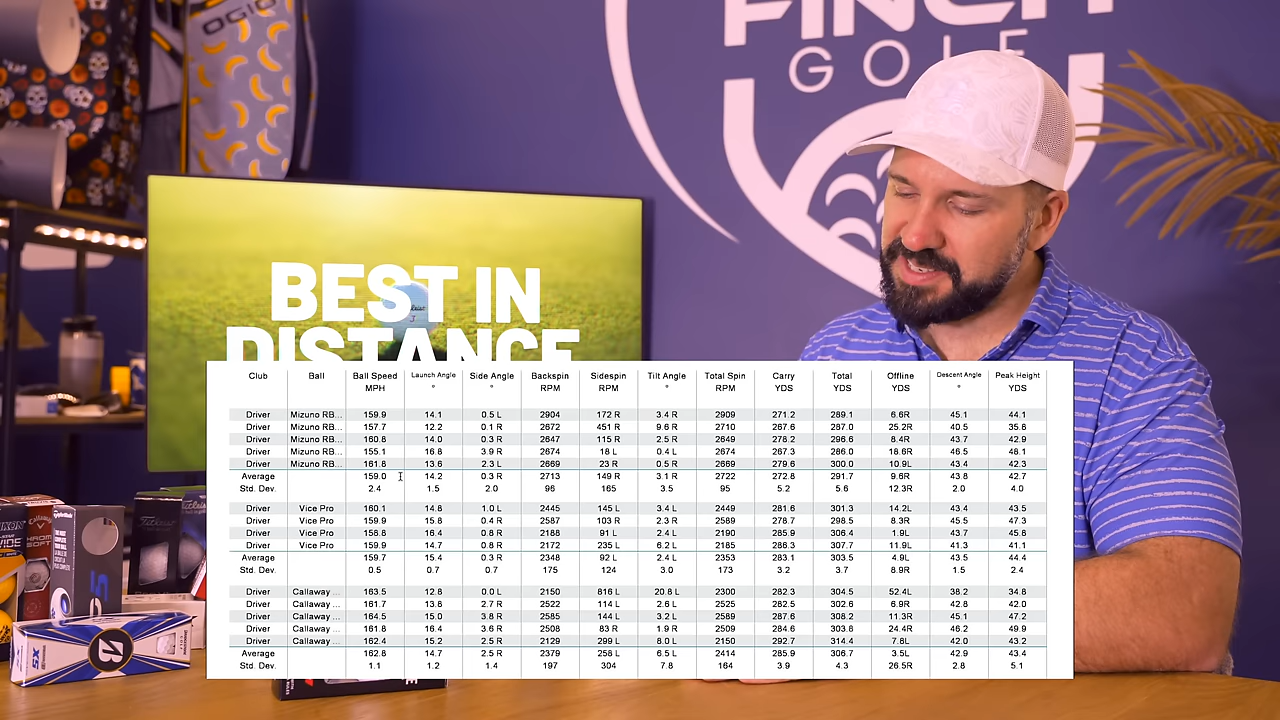 OGIO
FINCH
GOLF
BEST IN
DISTANCE
Club Ball Ball Speed Launch Angle Side Angle Backspin Sidespin Tilt Angle Total Spin Carry Total Offline Descent Angle Peak Height
MPH ° ° RPM RPM ° RPM YDS YDS YDS ° YDS
Driver Mizuno RB... 159.9 14.1 0.5 L 2904 172 R 3.4 R 2909 271.2 289.1 6.6R 45.1 44.1
Driver Mizuno RB... 157.7 12.2 0.1 R 2672 451 R 9.6 R 2710 267.6 287.0 25.2R 40.5 35.8
Driver Mizuno RB... 160.8 14.0 0.3 R 2647 115 R 2.5 R 2649 278.2 296.6 8.4R 43.7 42.9
Driver Mizuno RB... 155.1 16.8 3.9 R 2674 18 L 0.4 L 2674 267.3 286.0 18.6R 46.5 48.1
Driver Mizuno RB... 161.8 13.6 2.3 L 2669 23 R 0.5 R 2669 279.6 300.0 10.9L 43.4 42.3
Average 159.0 14.2 0.3 R 2713 149 R 3.1 R 2722 272.8 291.7 9.6R 43.8 42.7
Std. Dev. 2.4 1.5 2.0 96 165 3.5 95 5.2 5.6 12.3R 2.0 4.0
Driver Vice Pro 160.1 14.8 1.0 L 2445 145 L 3.4 L 2449 281.6 301.3 14.2L 43.4 43.5
Driver Vice Pro 159.9 15.8 0.4 R 2587 103 R 2.3 R 2589 278.7 298.5 8.3R 45.5 47.3
Driver Vice Pro 158.8 16.4 0.8 R 2188 91 L 2.4 L 2190 285.9 306.4 1.9L 43.7 45.8
Driver Vice Pro 159.9 14.7 0.8 R 2172 235 L 6.2 L 2185 286.3 307.7 11.9L 41.3 41.1
Average 159.7 15.4 0.3 R 2348 92 L 2.4 L 2353 283.1 303.5 4.9L 43.5 44.4
Std. Dev. 0.5 0.7 0.7 175 124 3.0 173 3.2 3.7 8.9R 1.5 2.4
Driver Callaway ... 163.5 12.8 0.0 L 2150 816 L 20.8 L 2300 282.3 304.5 52.4L 38.2 34.8
Driver Callaway ... 161.7 13.8 2.7 R 2522 114 L 2.6 L 2525 282.5 302.6 6.9R 42.8 42.0
Driver Callaway ... 164.5 15.0 3.8 R 2585 144 L 3.2 L 2589 287.6 308.2 11.3R 45.1 47.2
Driver Callaway ... 161.8 16.4 3.6 R 2508 83 R 1.9 R 2509 284.6 303.8 24.4R 46.2 49.9
Driver Callaway ... 162.4 15.2 2.5 R 2129 299 L 8.0 L 2150 292.7 314.4 7.6L 42.0 43.2
Average 162.8 14.7 2.5 R 2379 258 L 6.5 L 2414 285.9 306.7 3.5L 42.9 43.4
Std. Dev. 1.1 1.2 1.4 197 304 7.8 164 3.9 4.3 26.5R 2.8 5.1
Callaway
CHROM
SOFT
TaylorMade
Titleist
B
XS